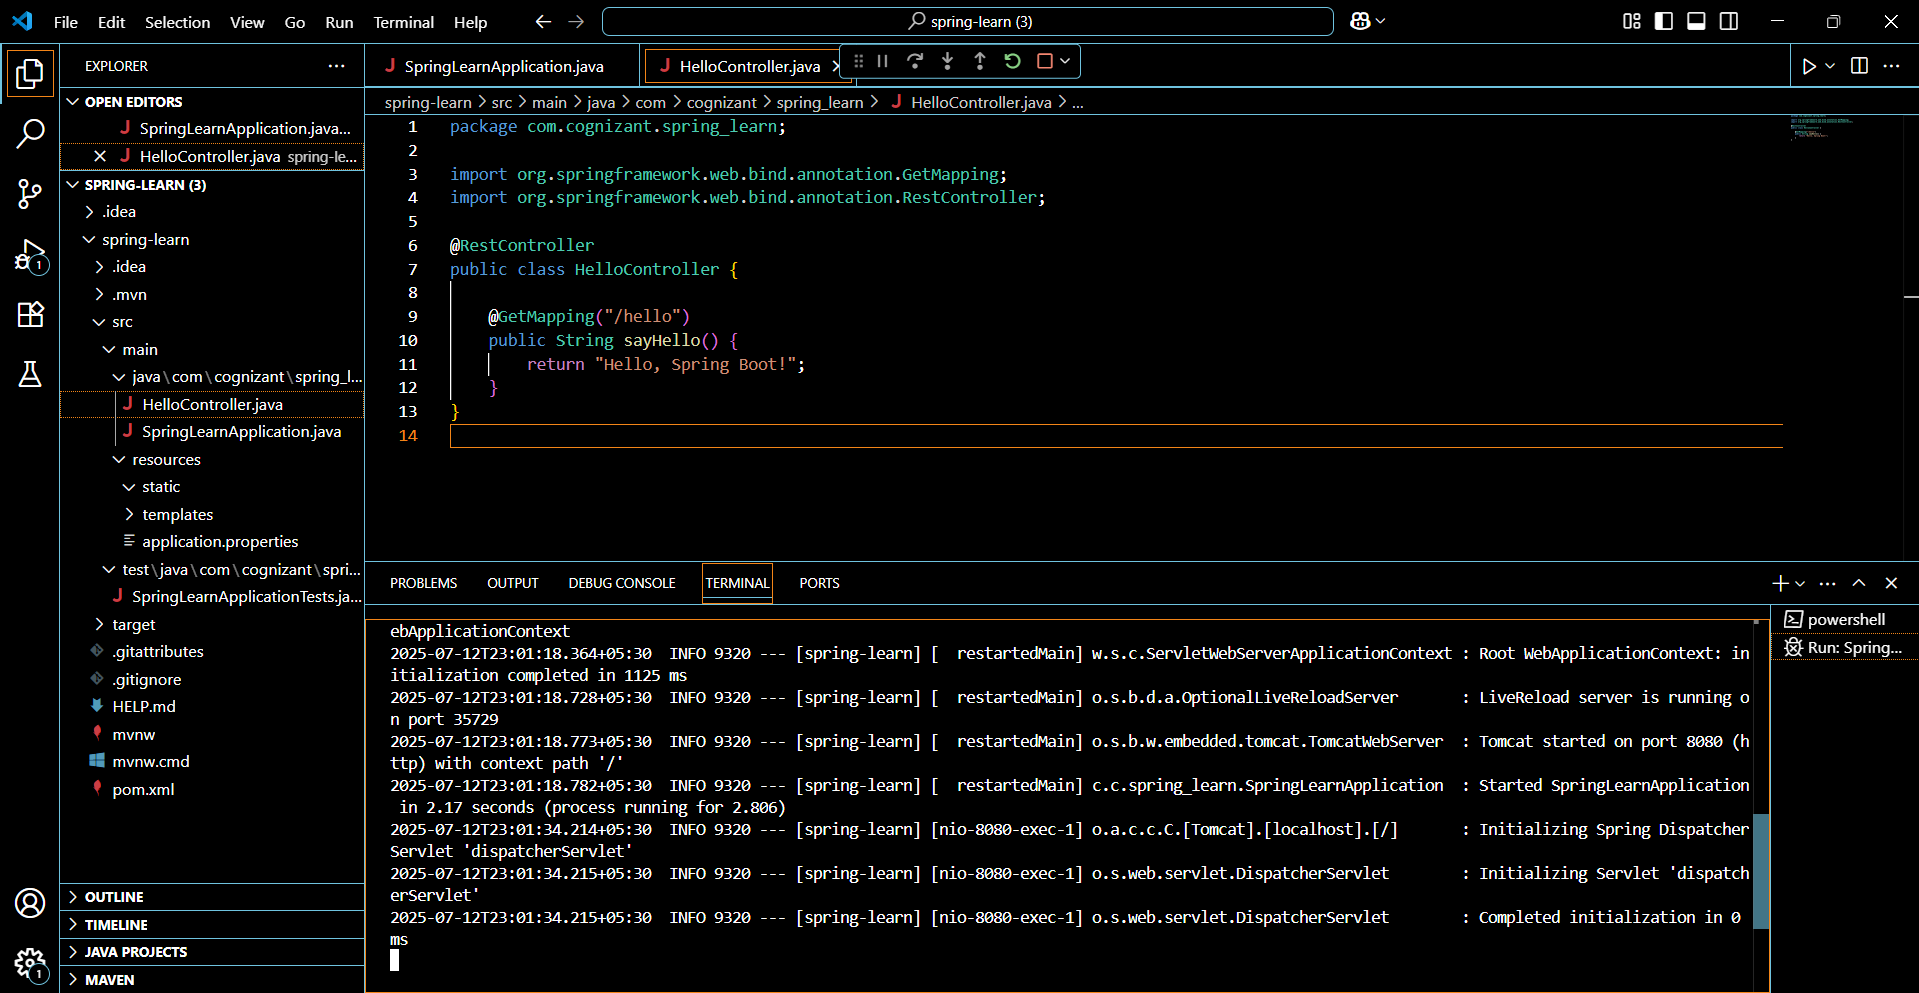 File Edit Selection View Go Run Terminal Help
spring-learn (3)
EXPLORER
OPEN EDITORS
SpringLearnApplication.java...
HelloController.java spring-le...
SPRING-LEARN (3)
.idea
spring-learn
.idea
.mvn
src
main
java\com\cognizant\spring_l...
HelloController.java
SpringLearnApplication.java
resources
static
templates
application.properties
test\java\com\cognizant\spri...
SpringLearnApplicationTests.ja...
target
.gitattributes
.gitignore
HELP.md
mvnw
mvnw.cmd
pom.xml
OUTLINE
TIMELINE
JAVA PROJECTS
MAVEN
1
1
SpringLearnApplication.java
HelloController.java
spring-learn > src > main > java > com > cognizant > spring_learn > HelloController.java > ...
1 package com.cognizant.spring_learn;
2
3 import org.springframework.web.bind.annotation.GetMapping;
4 import org.springframework.web.bind.annotation.RestController;
5
6 @RestController
7 public class HelloController {
8
9 @GetMapping("/hello")
10 public String sayHello() {
11 return "Hello, Spring Boot!";
12 }
13 }
14
PROBLEMS OUTPUT DEBUG CONSOLE TERMINAL PORTS
powershell
Run: Spring...
ebApplicationContext
2025-07-12T23:01:18.364+05:30  INFO 9320 --- [spring-learn] [  restartedMain] w.s.c.ServletWebServerApplicationContext : Root WebApplicationContext: in
itialization completed in 1125 ms
2025-07-12T23:01:18.728+05:30  INFO 9320 --- [spring-learn] [  restartedMain] o.s.b.d.a.OptionalLiveReloadServer       : LiveReload server is running o
n port 35729
2025-07-12T23:01:18.773+05:30  INFO 9320 --- [spring-learn] [  restartedMain] o.s.b.w.embedded.tomcat.TomcatWebServer  : Tomcat started on port 8080 (h
ttp) with context path '/'
2025-07-12T23:01:18.782+05:30  INFO 9320 --- [spring-learn] [  restartedMain] c.c.spring_learn.SpringLearnApplication  : Started SpringLearnApplication
in 2.17 seconds (process running for 2.806)
2025-07-12T23:01:34.214+05:30  INFO 9320 --- [spring-learn] [nio-8080-exec-1] o.a.c.c.C.[Tomcat].[localhost].[/]       : Initializing Spring Dispatcher
Servlet 'dispatcherServlet'
2025-07-12T23:01:34.215+05:30  INFO 9320 --- [spring-learn] [nio-8080-exec-1] o.s.web.servlet.DispatcherServlet        : Initializing Servlet 'dispatch
erServlet'
2025-07-12T23:01:34.215+05:30  INFO 9320 --- [spring-learn] [nio-8080-exec-1] o.s.web.servlet.DispatcherServlet        : Completed initialization in 0
ms